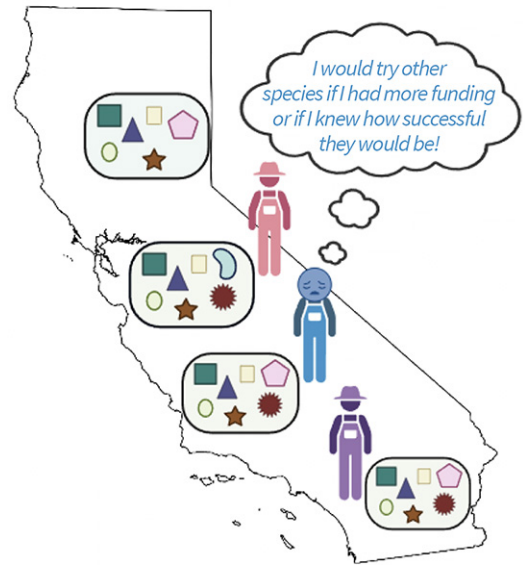 I would try other
species if I had more funding
or if I knew how successful
they would be!